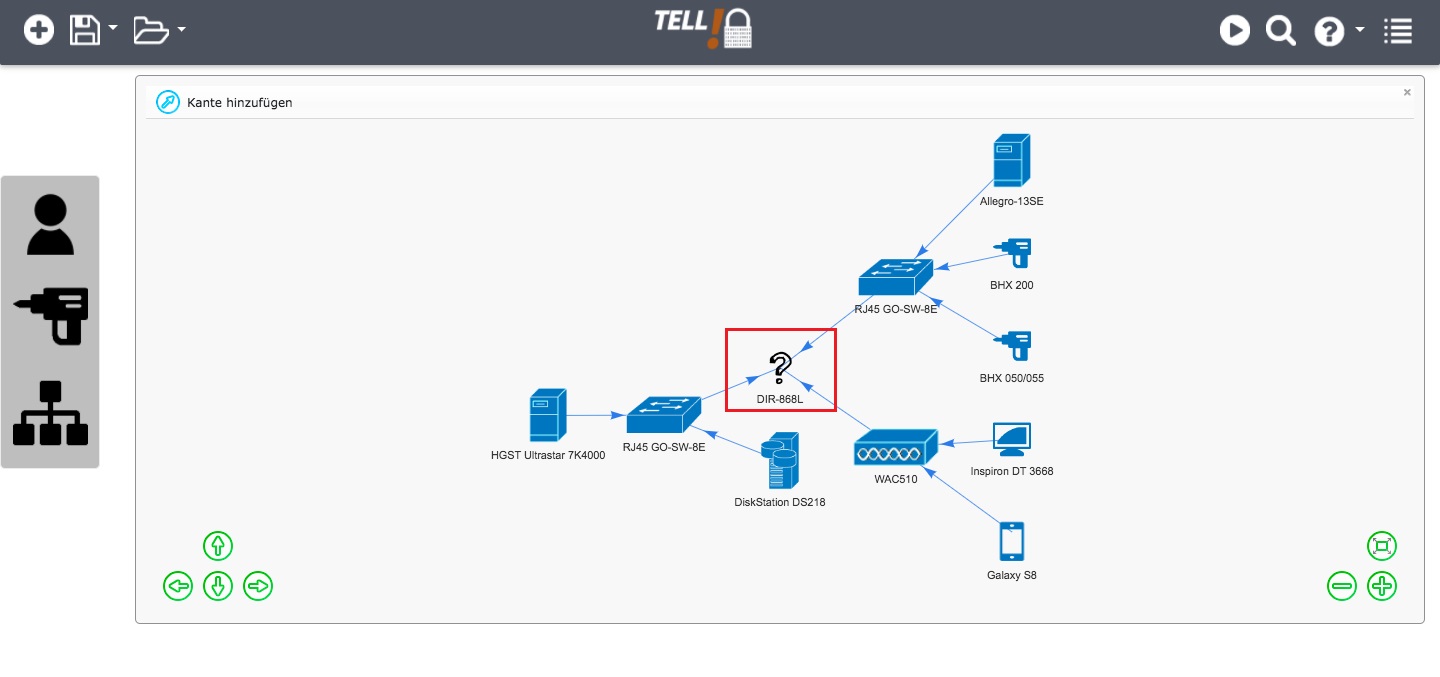 TELL!
Kante hinzufügen
×
Allegro-13SE
BHX 200
RJ45 GO-SW-8E
BHX 050/055
?
DIR-868L
HGST Ultrastar 7K4000
RJ45 GO-SW-8E
DiskStation DS218
WAC510
Inspiron DT 3668
Galaxy S8